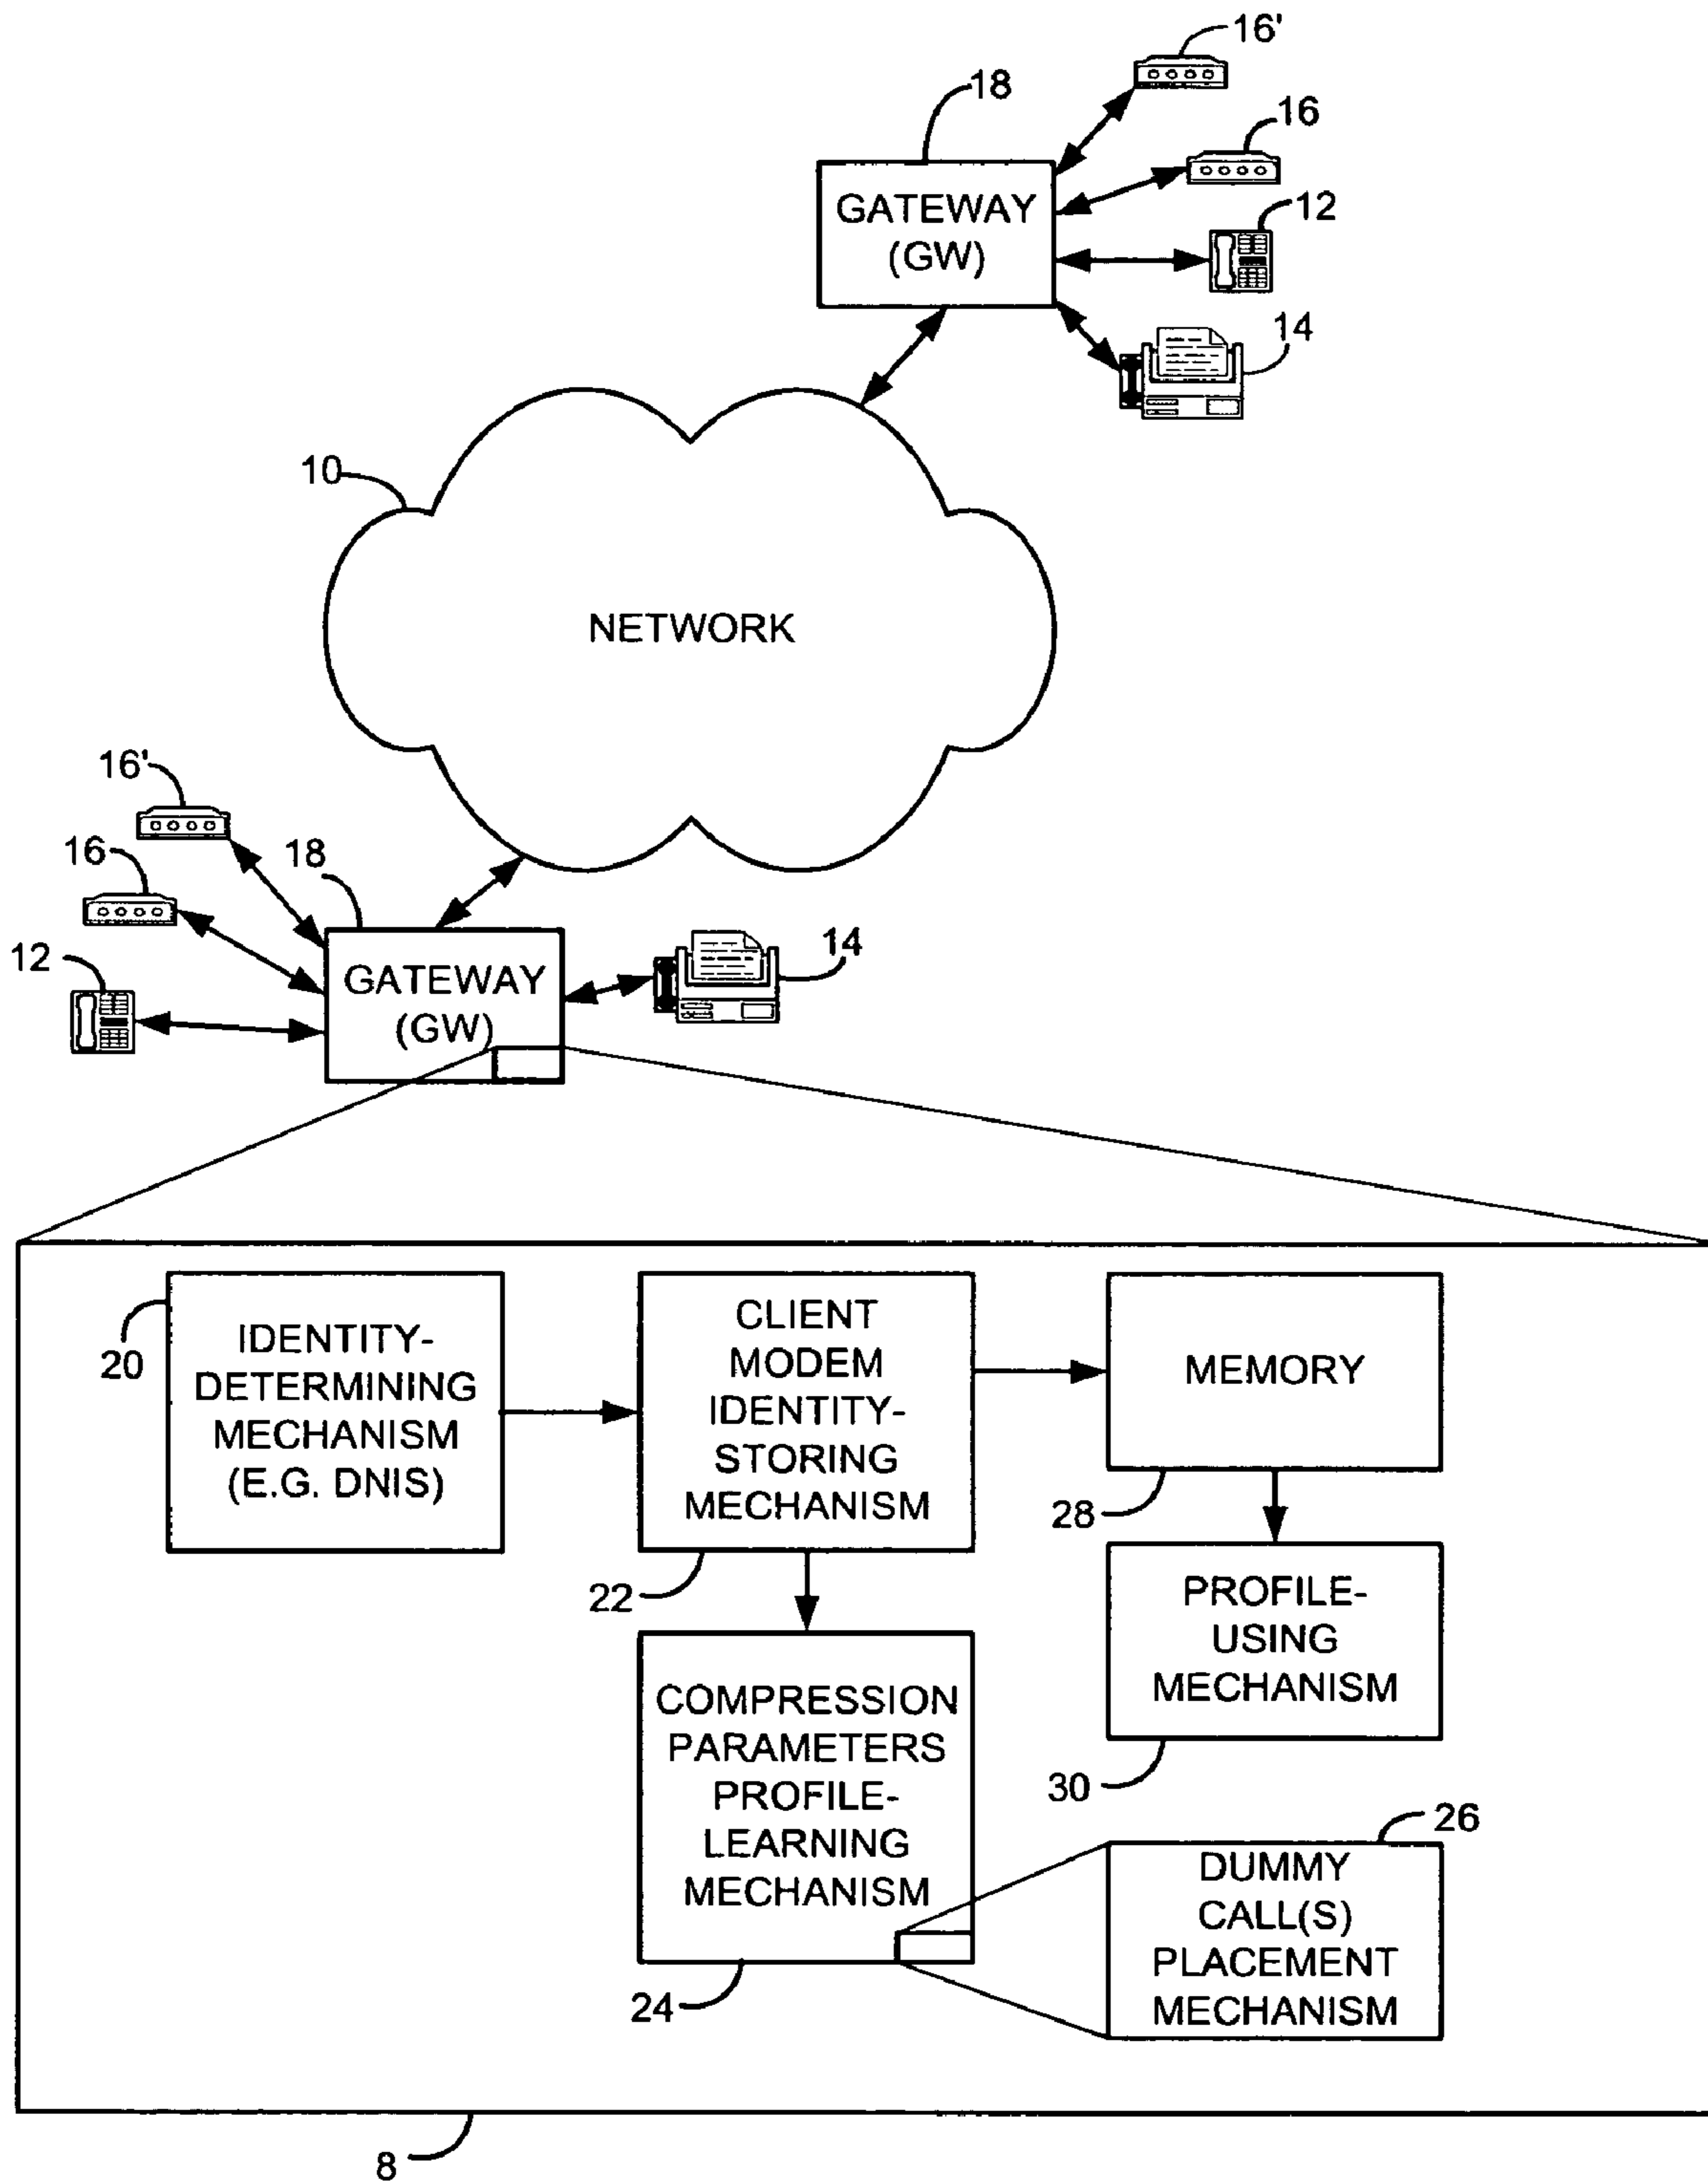 16'
18
16
GATEWAY
(GW)
12
14
10
NETWORK
16'
16
18
12
GATEWAY
(GW)
14
20
IDENTITY-
DETERMINING
MECHANISM
(E.G. DNIS)
CLIENT
MODEM
IDENTITY-
STORING
MECHANISM
22
MEMORY
28
PROFILE-
USING
MECHANISM
30
COMPRESSION
PARAMETERS
PROFILE-
LEARNING
MECHANISM
24
26
DUMMY
CALL(S)
PLACEMENT
MECHANISM
8